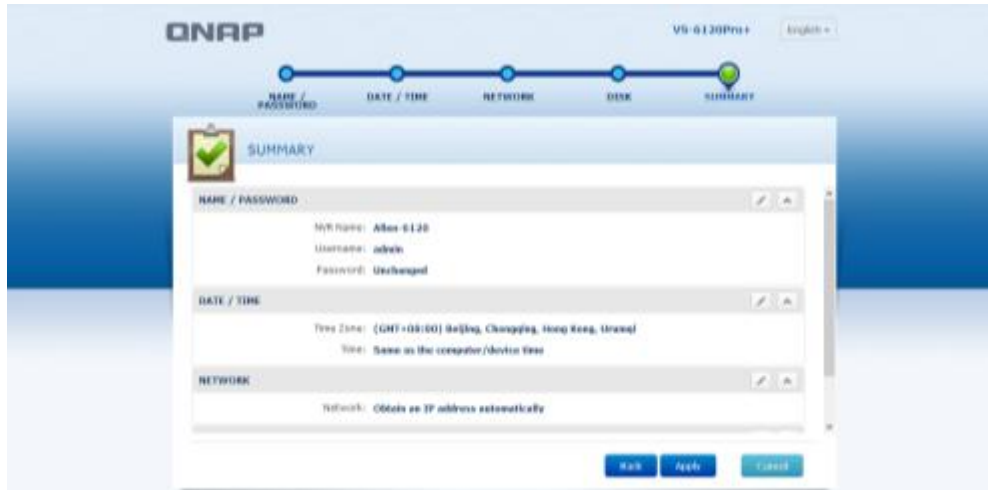 QNAP
VS-6120Pro+ English
NAME / PASSWORD
DATE / TIME
NETWORK
DISK
SUMMARY
SUMMARY
NAME / PASSWORD
NVR Name: Allen-6120
Username: admin
Password: Unchanged
DATE / TIME
Time Zone: (GMT+08:00) Beijing, Chongqing, Hong Kong, Urumqi
Time: Same as the computer/device time
NETWORK
Network: Obtain an IP address automatically
Back Apply Cancel